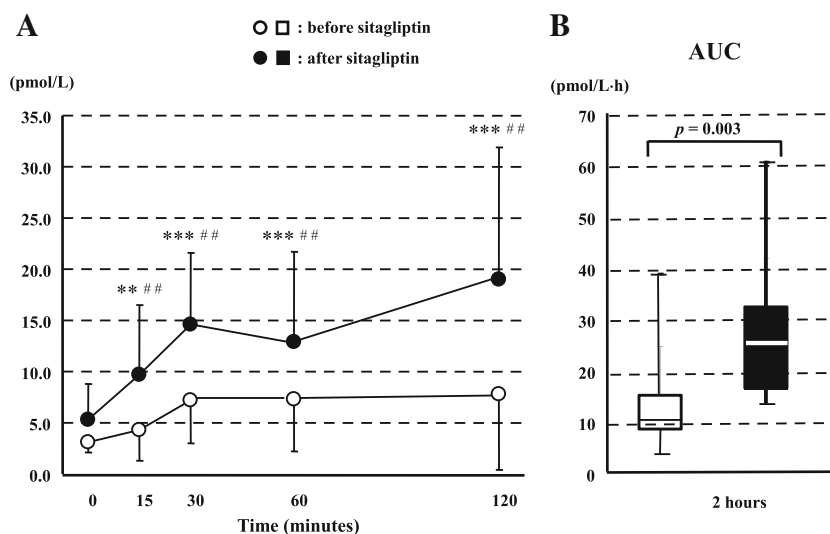 A
: before sitagliptin
: after sitagliptin
(pmol/L)
35.0
30.0
25.0
20.0
15.0
10.0
5.0
0.0
** ##
*** ##
*** ##
*** ##
0 15 30 60 120
Time (minutes)
B
AUC
(pmol/L·h)
p = 0.003
70
60
50
40
30
20
10
0
2 hours